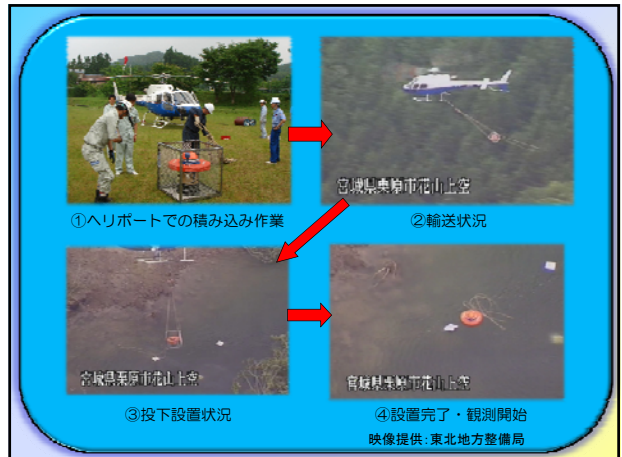 宮城県栗原市花山上空
①ヘリポートでの積み込み作業
②輸送状況
宮城県栗原市花山上空
宮城県栗原市花山上空
③投下設置状況
④設置完了・観測開始
映像提供:東北地方整備局